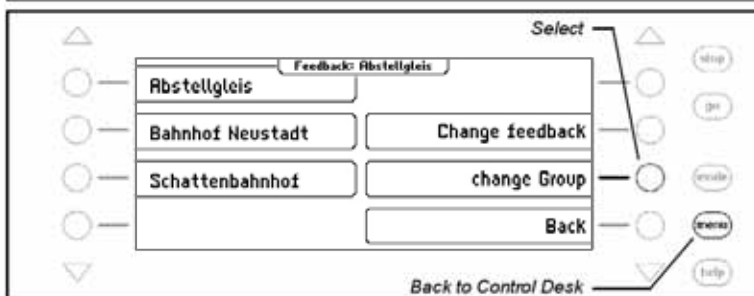 Select
stop
Feedback: Abstellgleis
Abstellgleis
go
Bahnhof Neustadt
Change feedback
Schattenbahnhof
change Group
mode
Back
menu
help
Back to Control Desk